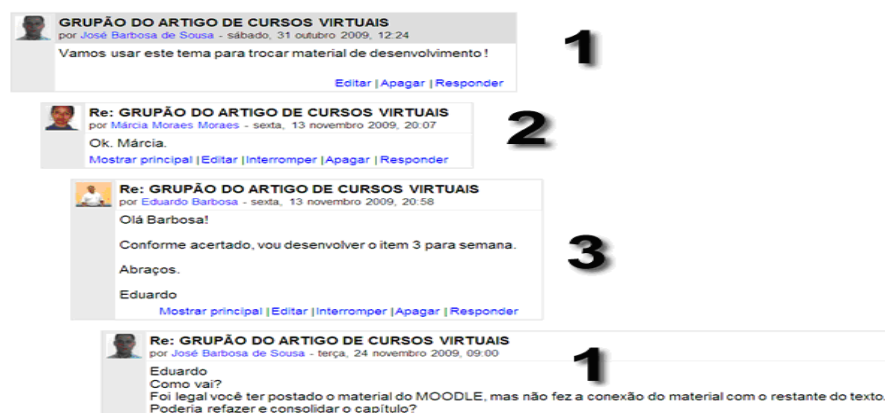 GRUPÃO DO ARTIGO DE CURSOS VIRTUAIS
por José Barbosa de Sousa - sábado, 31 outubro 2009, 12:24
Vamos usar este tema para trocar material de desenvolvimento !
Editar | Apagar | Responder
1
Re: GRUPÃO DO ARTIGO DE CURSOS VIRTUAIS
por Márcia Moraes Moraes - sexta, 13 novembro 2009, 20:07
Ok. Márcia.
Mostrar principal | Editar | Interromper | Apagar | Responder
2
Re: GRUPÃO DO ARTIGO DE CURSOS VIRTUAIS
por Eduardo Barbosa - sexta, 13 novembro 2009, 20:58
Olá Barbosa!
Conforme acertado, vou desenvolver o item 3 para semana.
Abraços.
Eduardo
Mostrar principal | Editar | Interromper | Apagar | Responder
3
Re: GRUPÃO DO ARTIGO DE CURSOS VIRTUAIS
por José Barbosa de Sousa - terça, 24 novembro 2009, 09:00
1
Eduardo
Como vai?
Foi legal você ter postado o material do MOODLE, mas não fez a conexão do material com o restante do texto.
Poderia refazer e consolidar o capítulo?